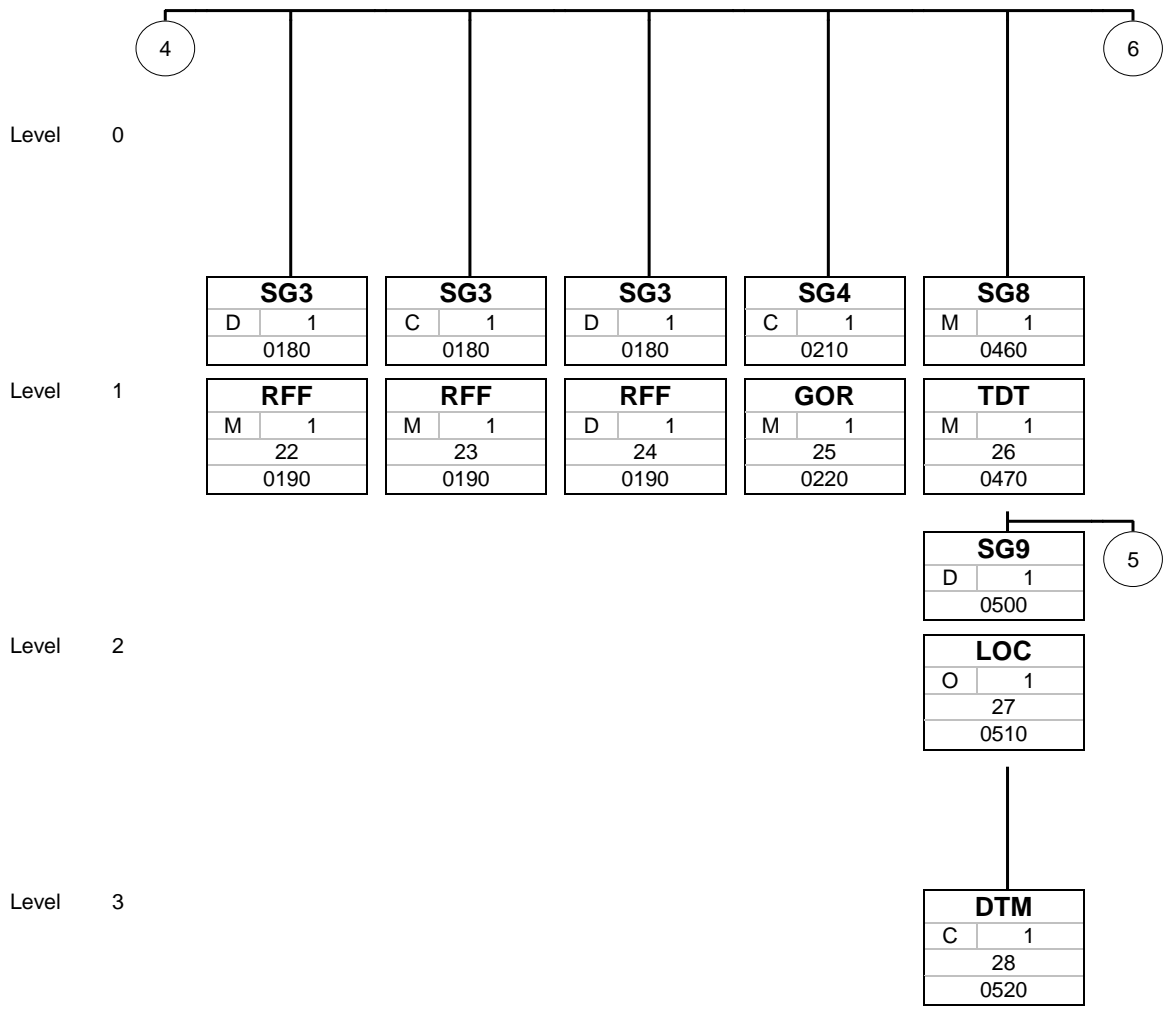 4 6
Level 0
SG3 SG3 SG3 SG4 SG8
D 1 C 1 D 1 C 1 M 1
0180 0180 0180 0210 0460
Level 1
RFF RFF RFF GOR TDT
M 1 M 1 D 1 M 1 M 1
22 23 24 25 26
0190 0190 0190 0220 0470
SG9 5
D 1
0500
Level 2
LOC
O 1
27
0510
Level 3
DTM
C 1
28
0520